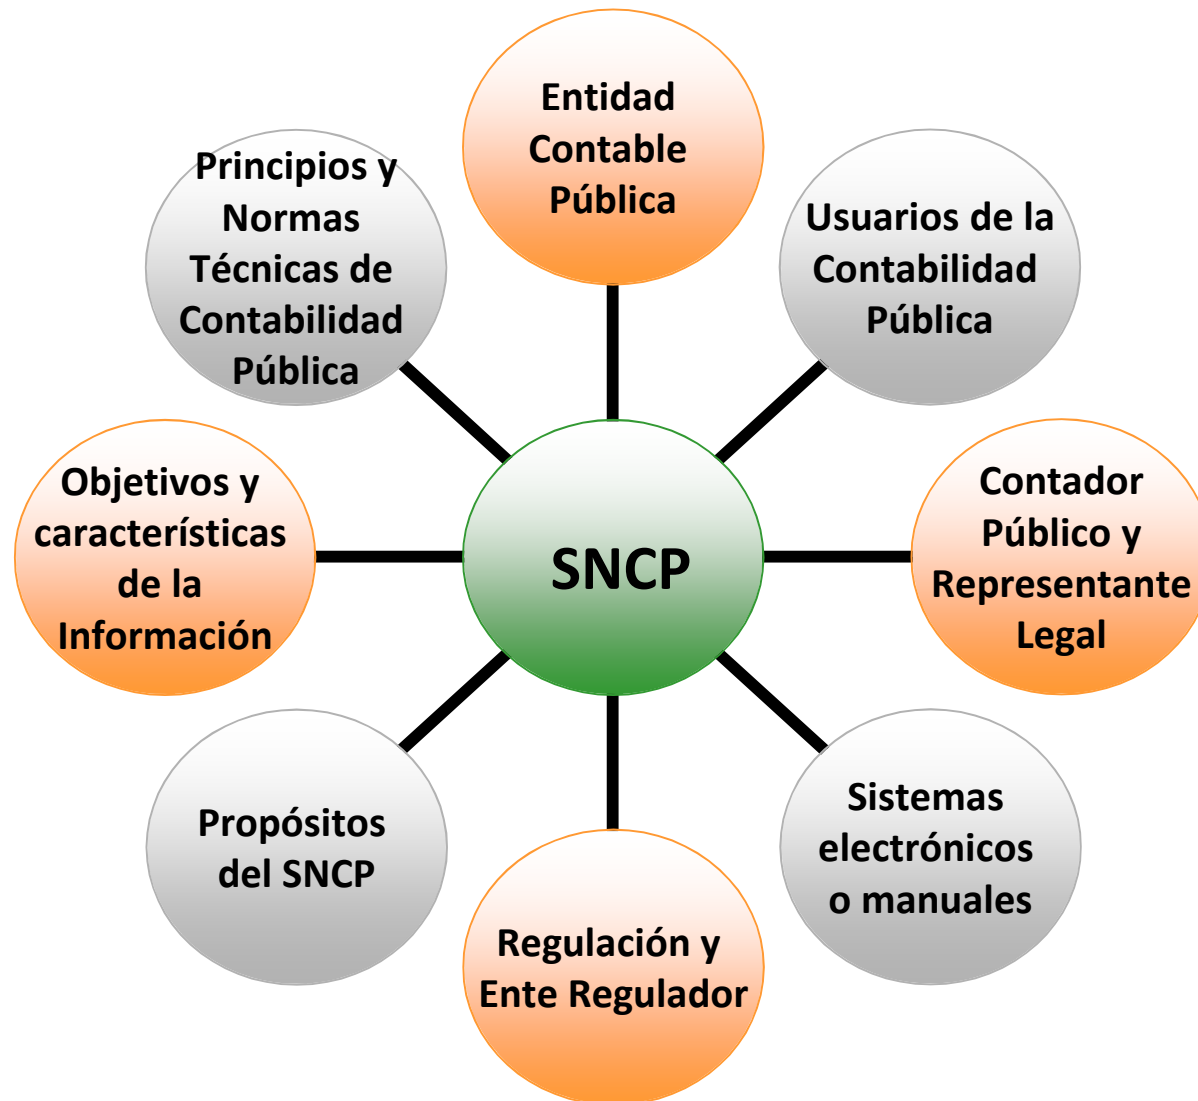 Entidad
Contable
Pública
Principios y
Normas
Técnicas de
Contabilidad
Pública
Usuarios de la
Contabilidad
Pública
Objetivos y
característicias
de la
Información
SNCP
Contador
Público y
Representante
Legal
Propósitos
del SNCP
Sistemas
electrónicos
o manuales
Regulación y
Ente Regulador